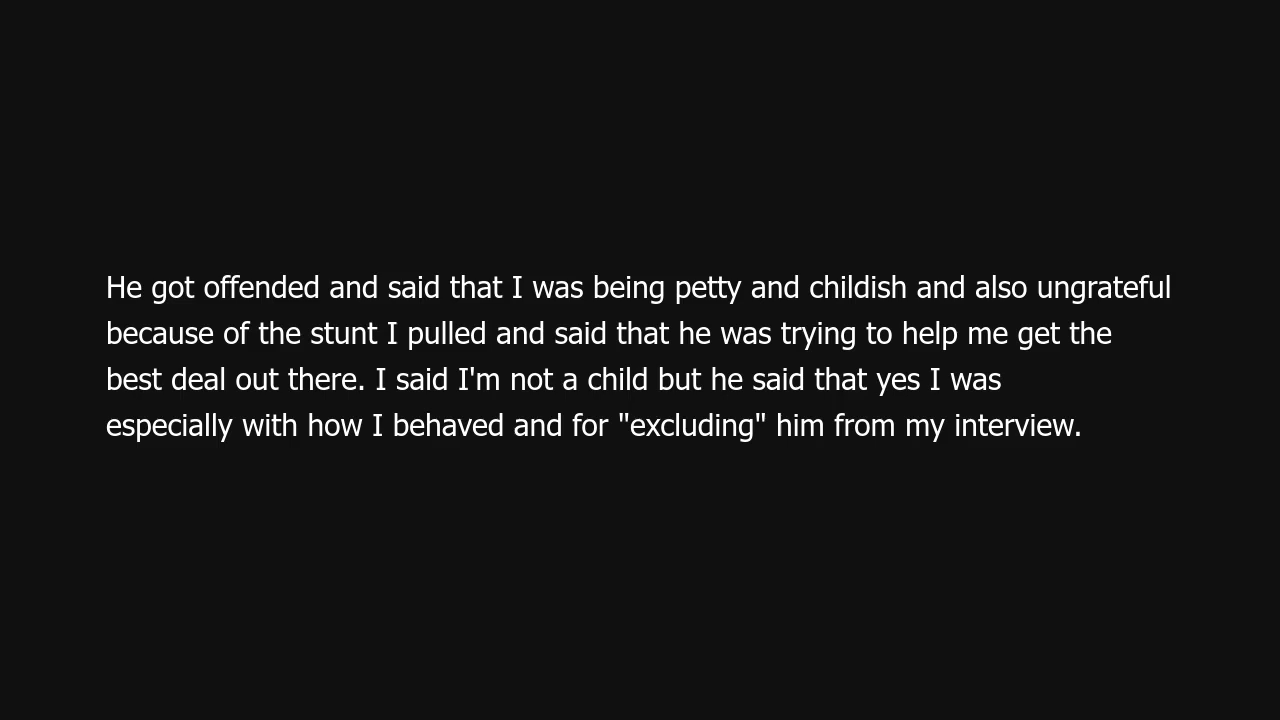 He got offended and said that I was being petty and childish and also ungrateful
because of the stunt I pulled and said that he was trying to help me get the
best deal out there. I said I'm not a child but he said that yes I was
especially with how I behaved and for "excluding" him from my interview.